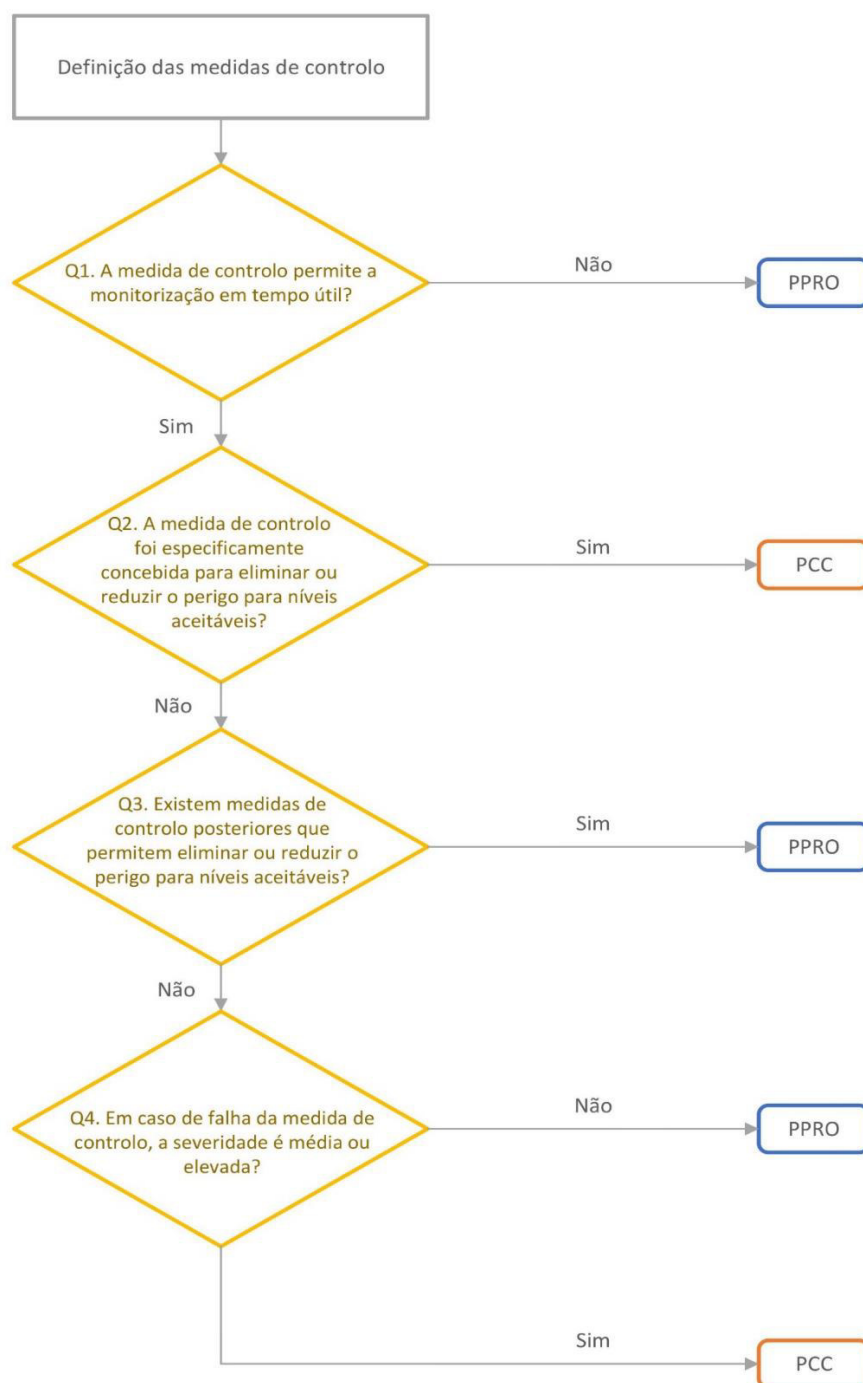 Definição das medidas de controlo
Q1. A medida de controlo permite a
monitorização em tempo útil?
Não
PPRO
Sim
Q2. A medida de controlo
foi especificamente
concebida para eliminar ou
reduzir o perigo para níveis
aceitáveis?
Sim
PCC
Não
Q3. Existem medidas de
controlo posteriores que
permitem eliminar ou reduzir o
perigo para níveis aceitáveis?
Sim
PPRO
Não
Q4. Em caso de falha da medida de
controlo, a severidade é média ou
elevada?
Não
PPRO
Sim
PCC